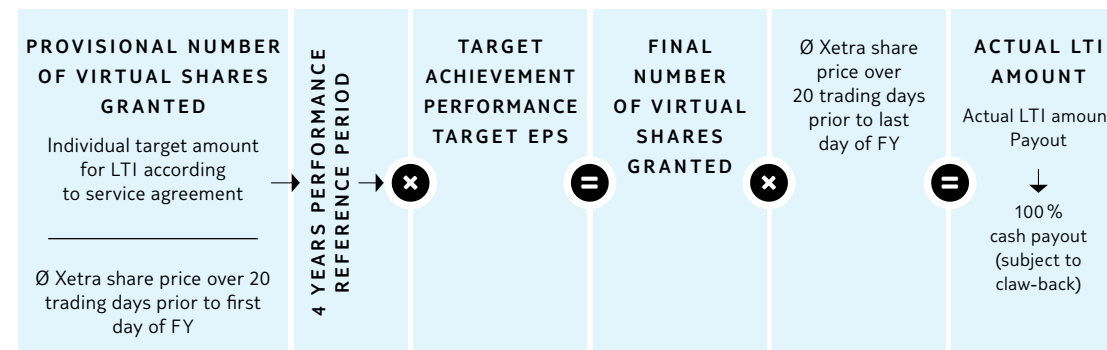 PROVISIONAL NUMBER
OF VIRTUAL SHARES
GRANTED
Individual target amount
for LTI according
to service agreement
Ø Xetra share price over 20
trading days prior to first
day of FY
4 YEARS PERFORMANCE
REFERENCE PERIOD
×
TARGET
ACHIEVEMENT
PERFORMANCE
TARGET EPS
=
FINAL
NUMBER
OF VIRTUAL
SHARES
GRANTED
×
Ø Xetra share
price over
20 trading days
prior to last
day of FY
=
ACTUAL LTI
AMOUNT
Actual LTI amoun
Payout
100 %
cash payout
(subject to
claw-back)